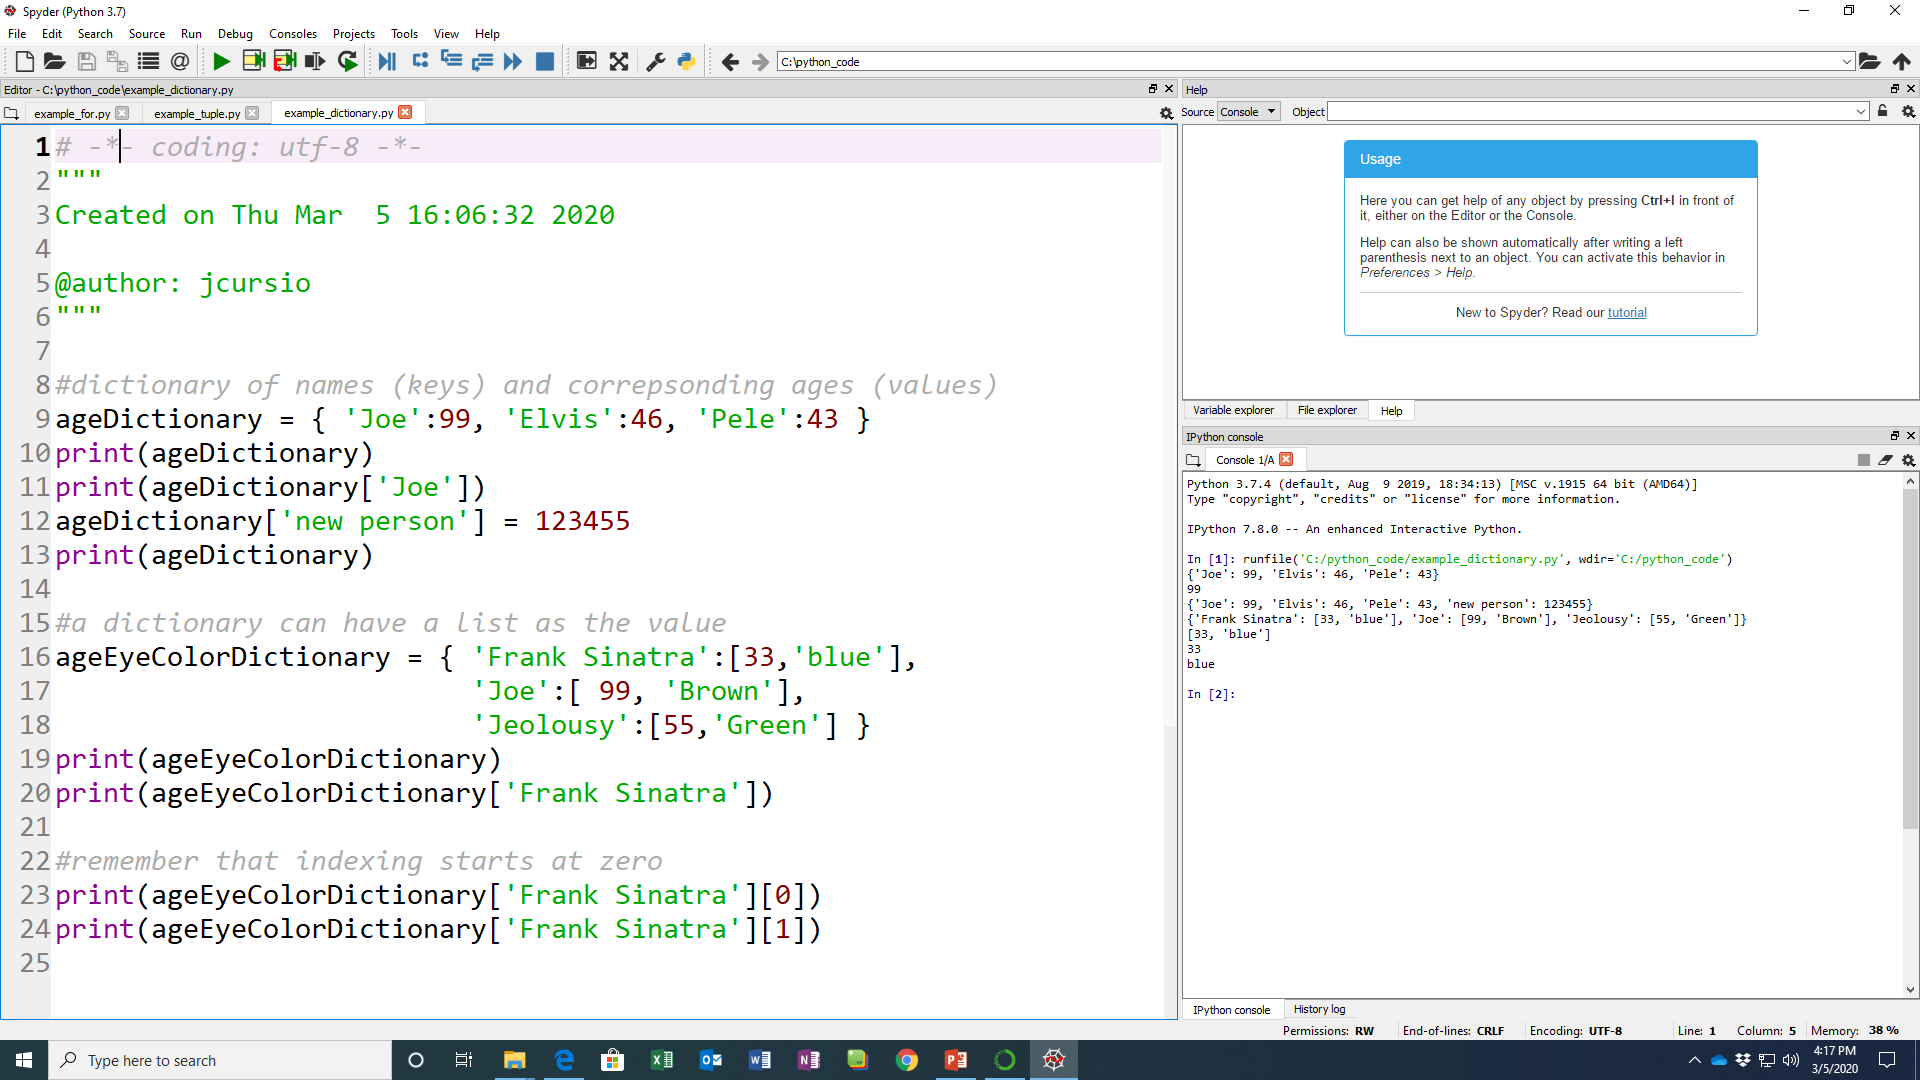 Spyder (Python 3.7)
File Edit Search Source Run Debug Consoles Projects Tools View Help
C:\python_code
Editor - C:\python_code\example_dictionary.py
example_for.py example_tuple.py example_dictionary.py
1 # -*- coding: utf-8 -*-
2 """
3 Created on Thu Mar  5 16:06:32 2020
4
5 @author: jcursio
6 """
7
8 #dictionary of names (keys) and correpsonding ages (values)
9 ageDictionary = { 'Joe':99, 'Elvis':46, 'Pele':43 }
10 print(ageDictionary)
11 print(ageDictionary['Joe'])
12 ageDictionary['new person'] = 123455
13 print(ageDictionary)
14
15 #a dictionary can have a list as the value
16 ageEyeColorDictionary = { 'Frank Sinatra':[33,'blue'],
17                           'Joe':[ 99, 'Brown'],
18                           'Jeolousy':[55,'Green'] }
19 print(ageEyeColorDictionary)
20 print(ageEyeColorDictionary['Frank Sinatra'])
21
22 #remember that indexing starts at zero
23 print(ageEyeColorDictionary['Frank Sinatra'][0])
24 print(ageEyeColorDictionary['Frank Sinatra'][1])
25
Help
Source Console Object
Usage
Here you can get help of any object by pressing Ctrl+I in front of
it, either on the Editor or the Console.
Help can also be shown automatically after writing a left
parenthesis next to an object. You can activate this behavior in
Preferences > Help.
New to Spyder? Read our tutorial
Variable explorer File explorer Help
IPython console
Console 1/A
Python 3.7.4 (default, Aug  9 2019, 18:34:13) [MSC v.1915 64 bit (AMD64)]
Type "copyright", "credits" or "license" for more information.
IPython 7.8.0 -- An enhanced Interactive Python.
In [1]: runfile('C:/python_code/example_dictionary.py', wdir='C:/python_code')
{'Joe': 99, 'Elvis': 46, 'Pele': 43}
99
{'Joe': 99, 'Elvis': 46, 'Pele': 43, 'new person': 123455}
{'Frank Sinatra': [33, 'blue'], 'Joe': [99, 'Brown'], 'Jeolousy': [55, 'Green']}
[33, 'blue']
33
blue
In [2]:
IPython console History log
Permissions: RW End-of-lines: CRLF Encoding: UTF-8 Line: 1 Column: 5 Memory: 38 %
Type here to search
4:17 PM
3/5/2020